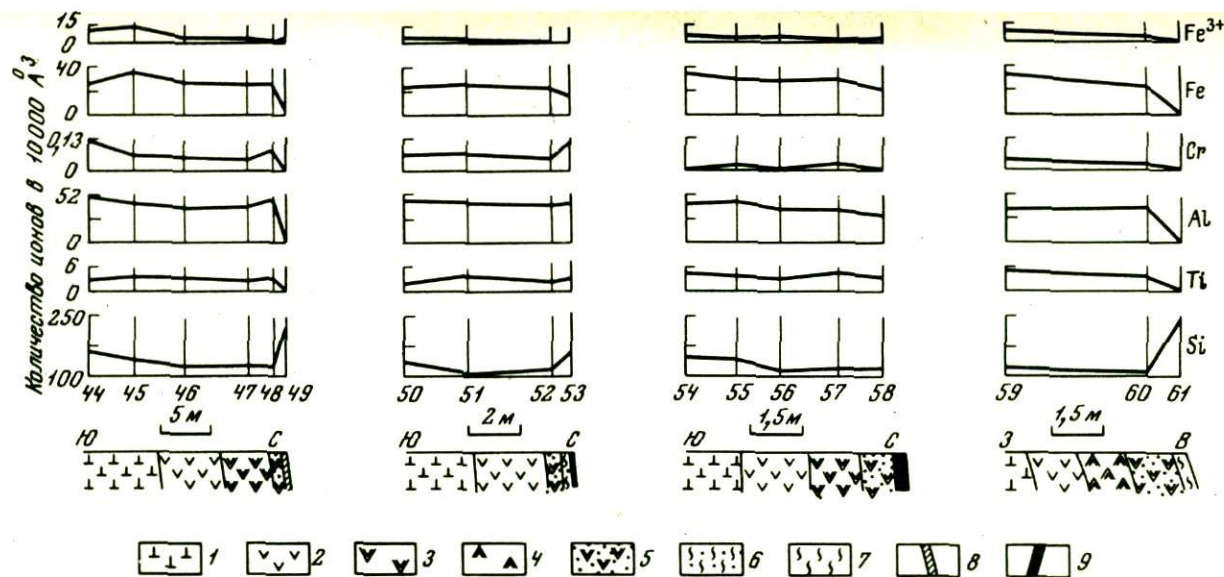 Количество ионов в 10000 Å³
15
0
Fe³⁺
40
0
Fe
0,13
0
Cr
52
0
Al
6
0
Ti
250
100
Si
44 45 46 47 48 49
50 51 52 53
54 55 56 57 58
59 60 61
5 м
2 м
1,5 м
1,5 м
Ю С
Ю С
Ю С
З В
1 2 3 4 5 6 7 8 9